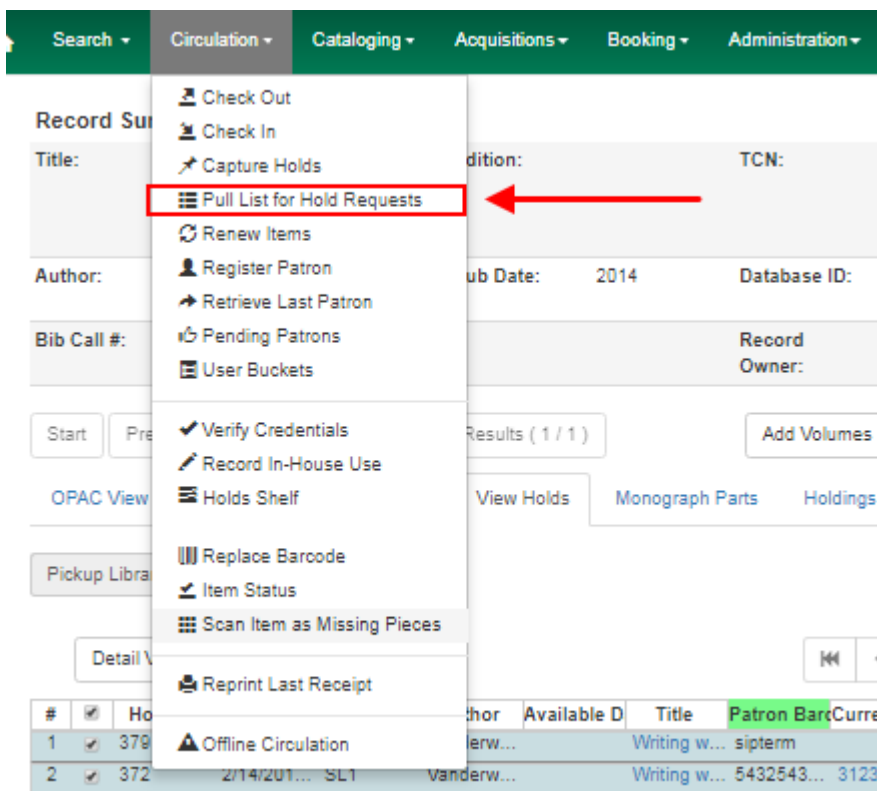 Search Circulation Cataloging Acquisitions Booking Administration
Check Out
Record Sur
Check In
Title: dition: TCN:
Capture Holds
Pull List for Hold Requests
Renew Items
Author: Register Patron ub Date: 2014 Database ID:
Retrieve Last Patron
Bib Call #: Pending Patrons Record
Owner:
User Buckets
Start Pre Verify Credentials Results ( 1 / 1 ) Add Volumes
Record In-House Use
OPAC View Holds Shelf View Holds Monograph Parts Holdings
Replace Barcode
Pickup Libra
Item Status
Scan Item as Missing Pieces
Detail V
Reprint Last Receipt
# Ho thor Available D Title Patron Barc Curre
1 379 Offline Circulation lerw... Writing w... sipterm
2 372 2/14/201... SL1 Vanderw... Writing w... 5432543... 3123